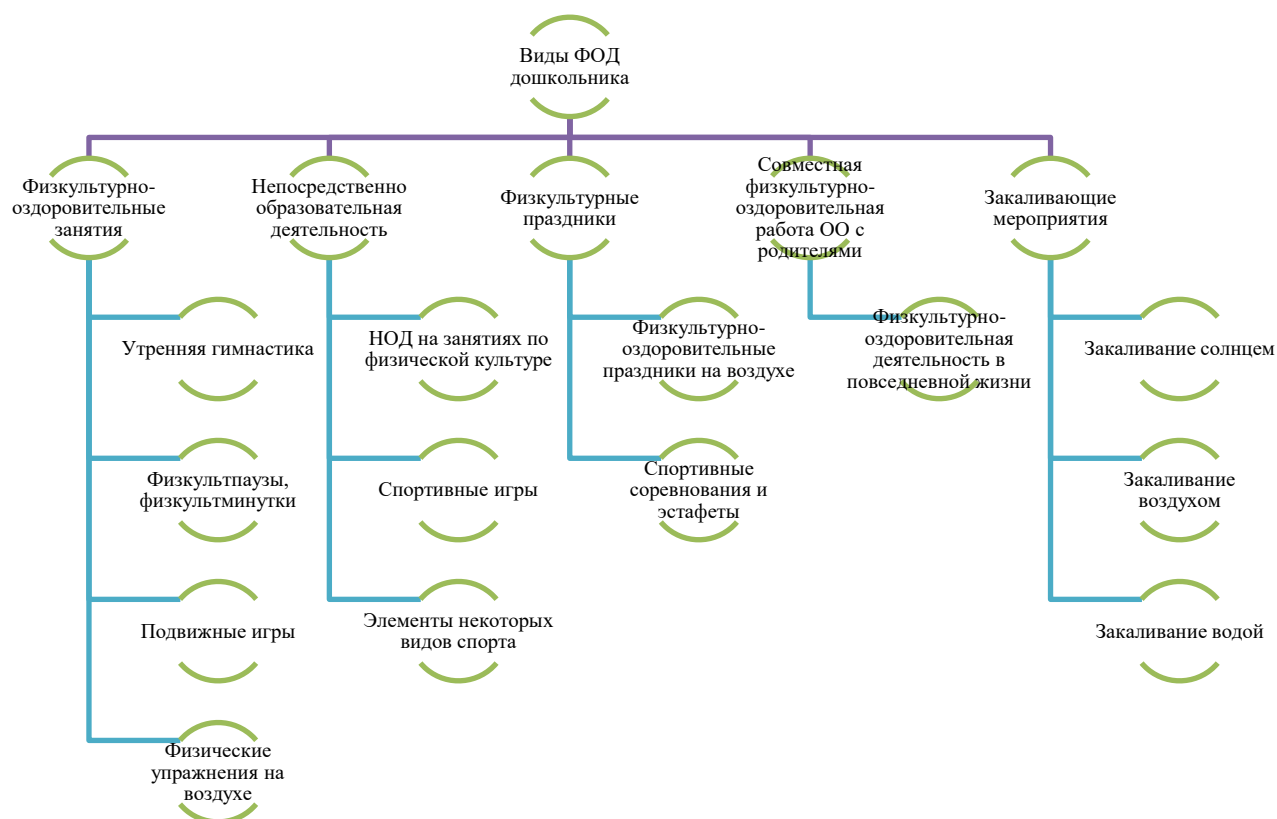 Виды ФОД
дошкольника
Физкультурно-
оздоровительные
занятия
Непосредственно
образовательная
деятельность
Физкультурные
праздники
Совместная
физкультурно-
оздоровительная
работа ОО с
родителями
Закаливающие
мероприятия
Утренняя гимнастика
НОД на занятиях по
физической культуре
Физкультурно-
оздоровительные
праздники на воздухе
Физкультурно-
оздоровительная
деятельность в
повседневной жизни
Закаливание солнцем
Физкультпаузы,
физкультминутки
Спортивные игры
Спортивные
соревнования и
эстафеты
Закаливание
воздухом
Подвижные игры
Элементы некоторых
видов спорта
Закаливание водой
Физические
упражнения на
воздухе